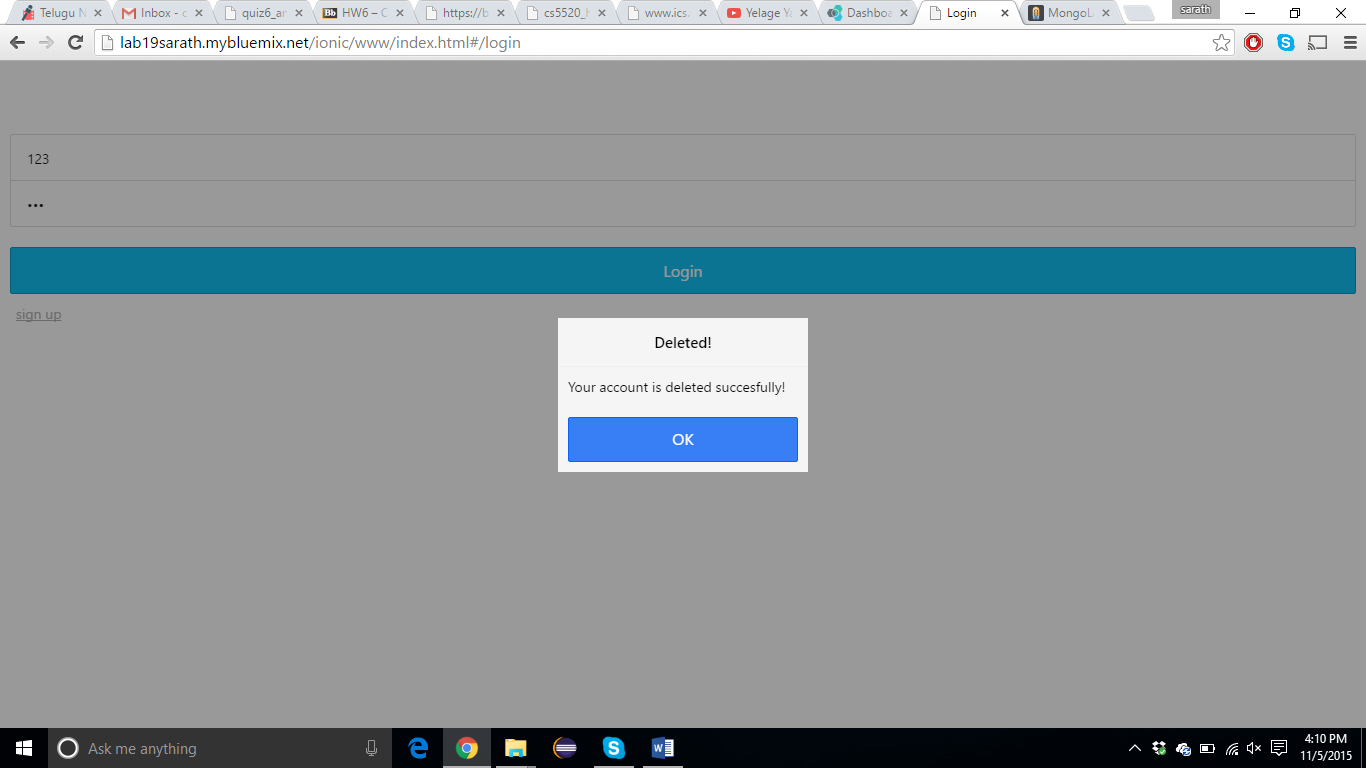 Telugu N
Inbox - c
quiz6_an
HW6 – C
https://b
cs5520_h
www.ics.
Yelage Ya
Dashboa
Login
MongoL
sarath
lab19sarath.mybluemix.net/ionic/www/index.html#/login
123
•••
Login
sign up
Deleted!
Your account is deleted succesfully!
OK
Ask me anything
4:10 PM
11/5/2015